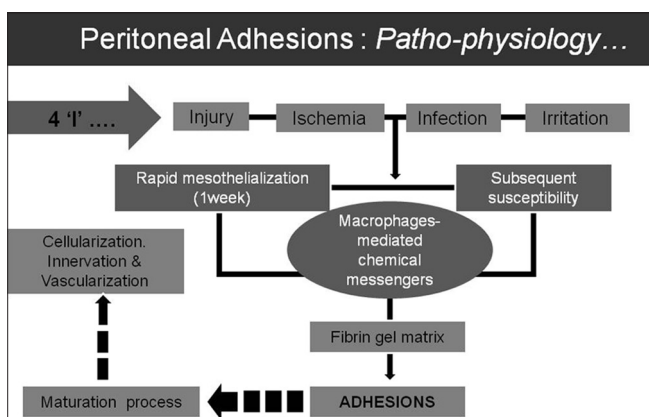 Peritoneal Adhesions : Patho-physiology…
4 'I' ….
Injury
Ischemia
Infection
Irritation
Rapid mesothelialization
(1week)
Subsequent
susceptibility
Macrophages-
mediated
chemical
messengers
Cellularization.
Innervation &
Vascularization
Fibrin gel matrix
Maturation process
ADHESIONS